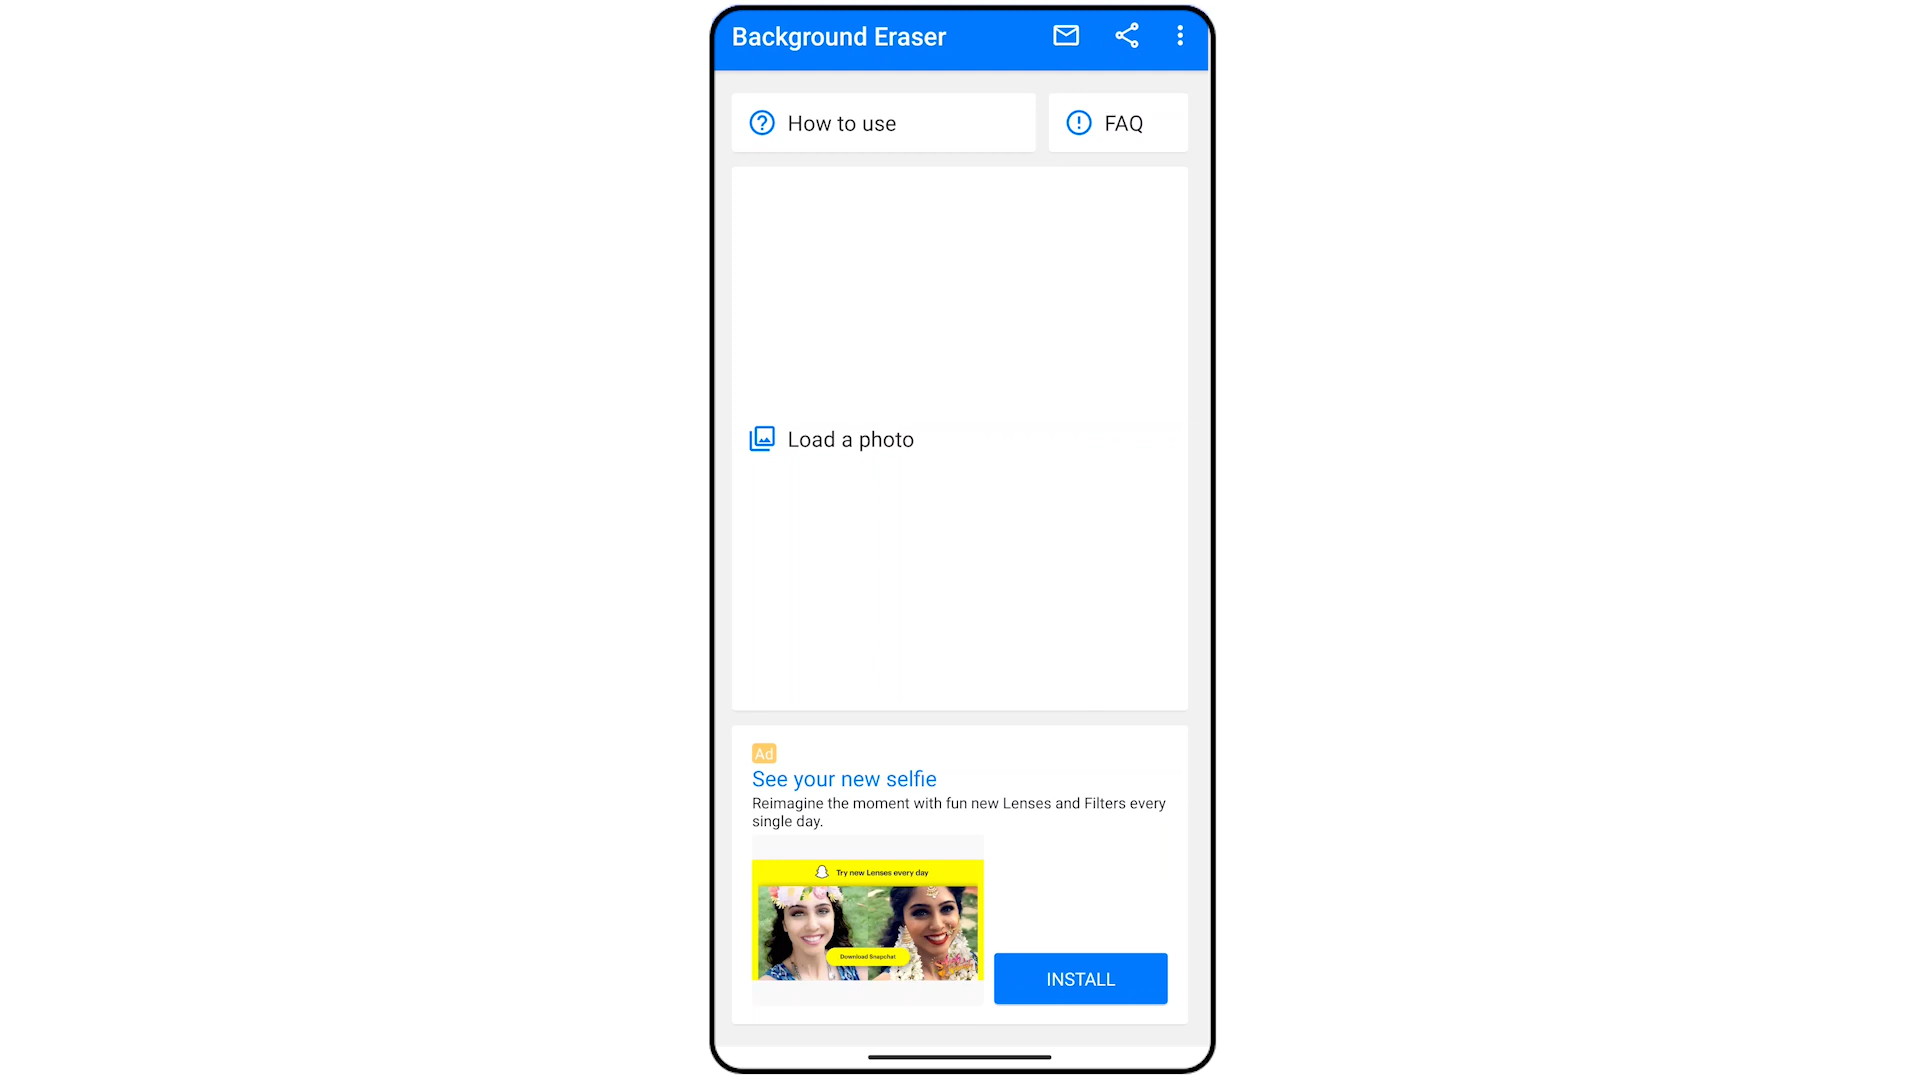 Background Eraser
How to use
FAQ
Load a photo
Ad
See your new selfie
Reimagine the moment with fun new Lenses and Filters every
single day.
Try new Lenses every day
Download Snapchat
INSTALL